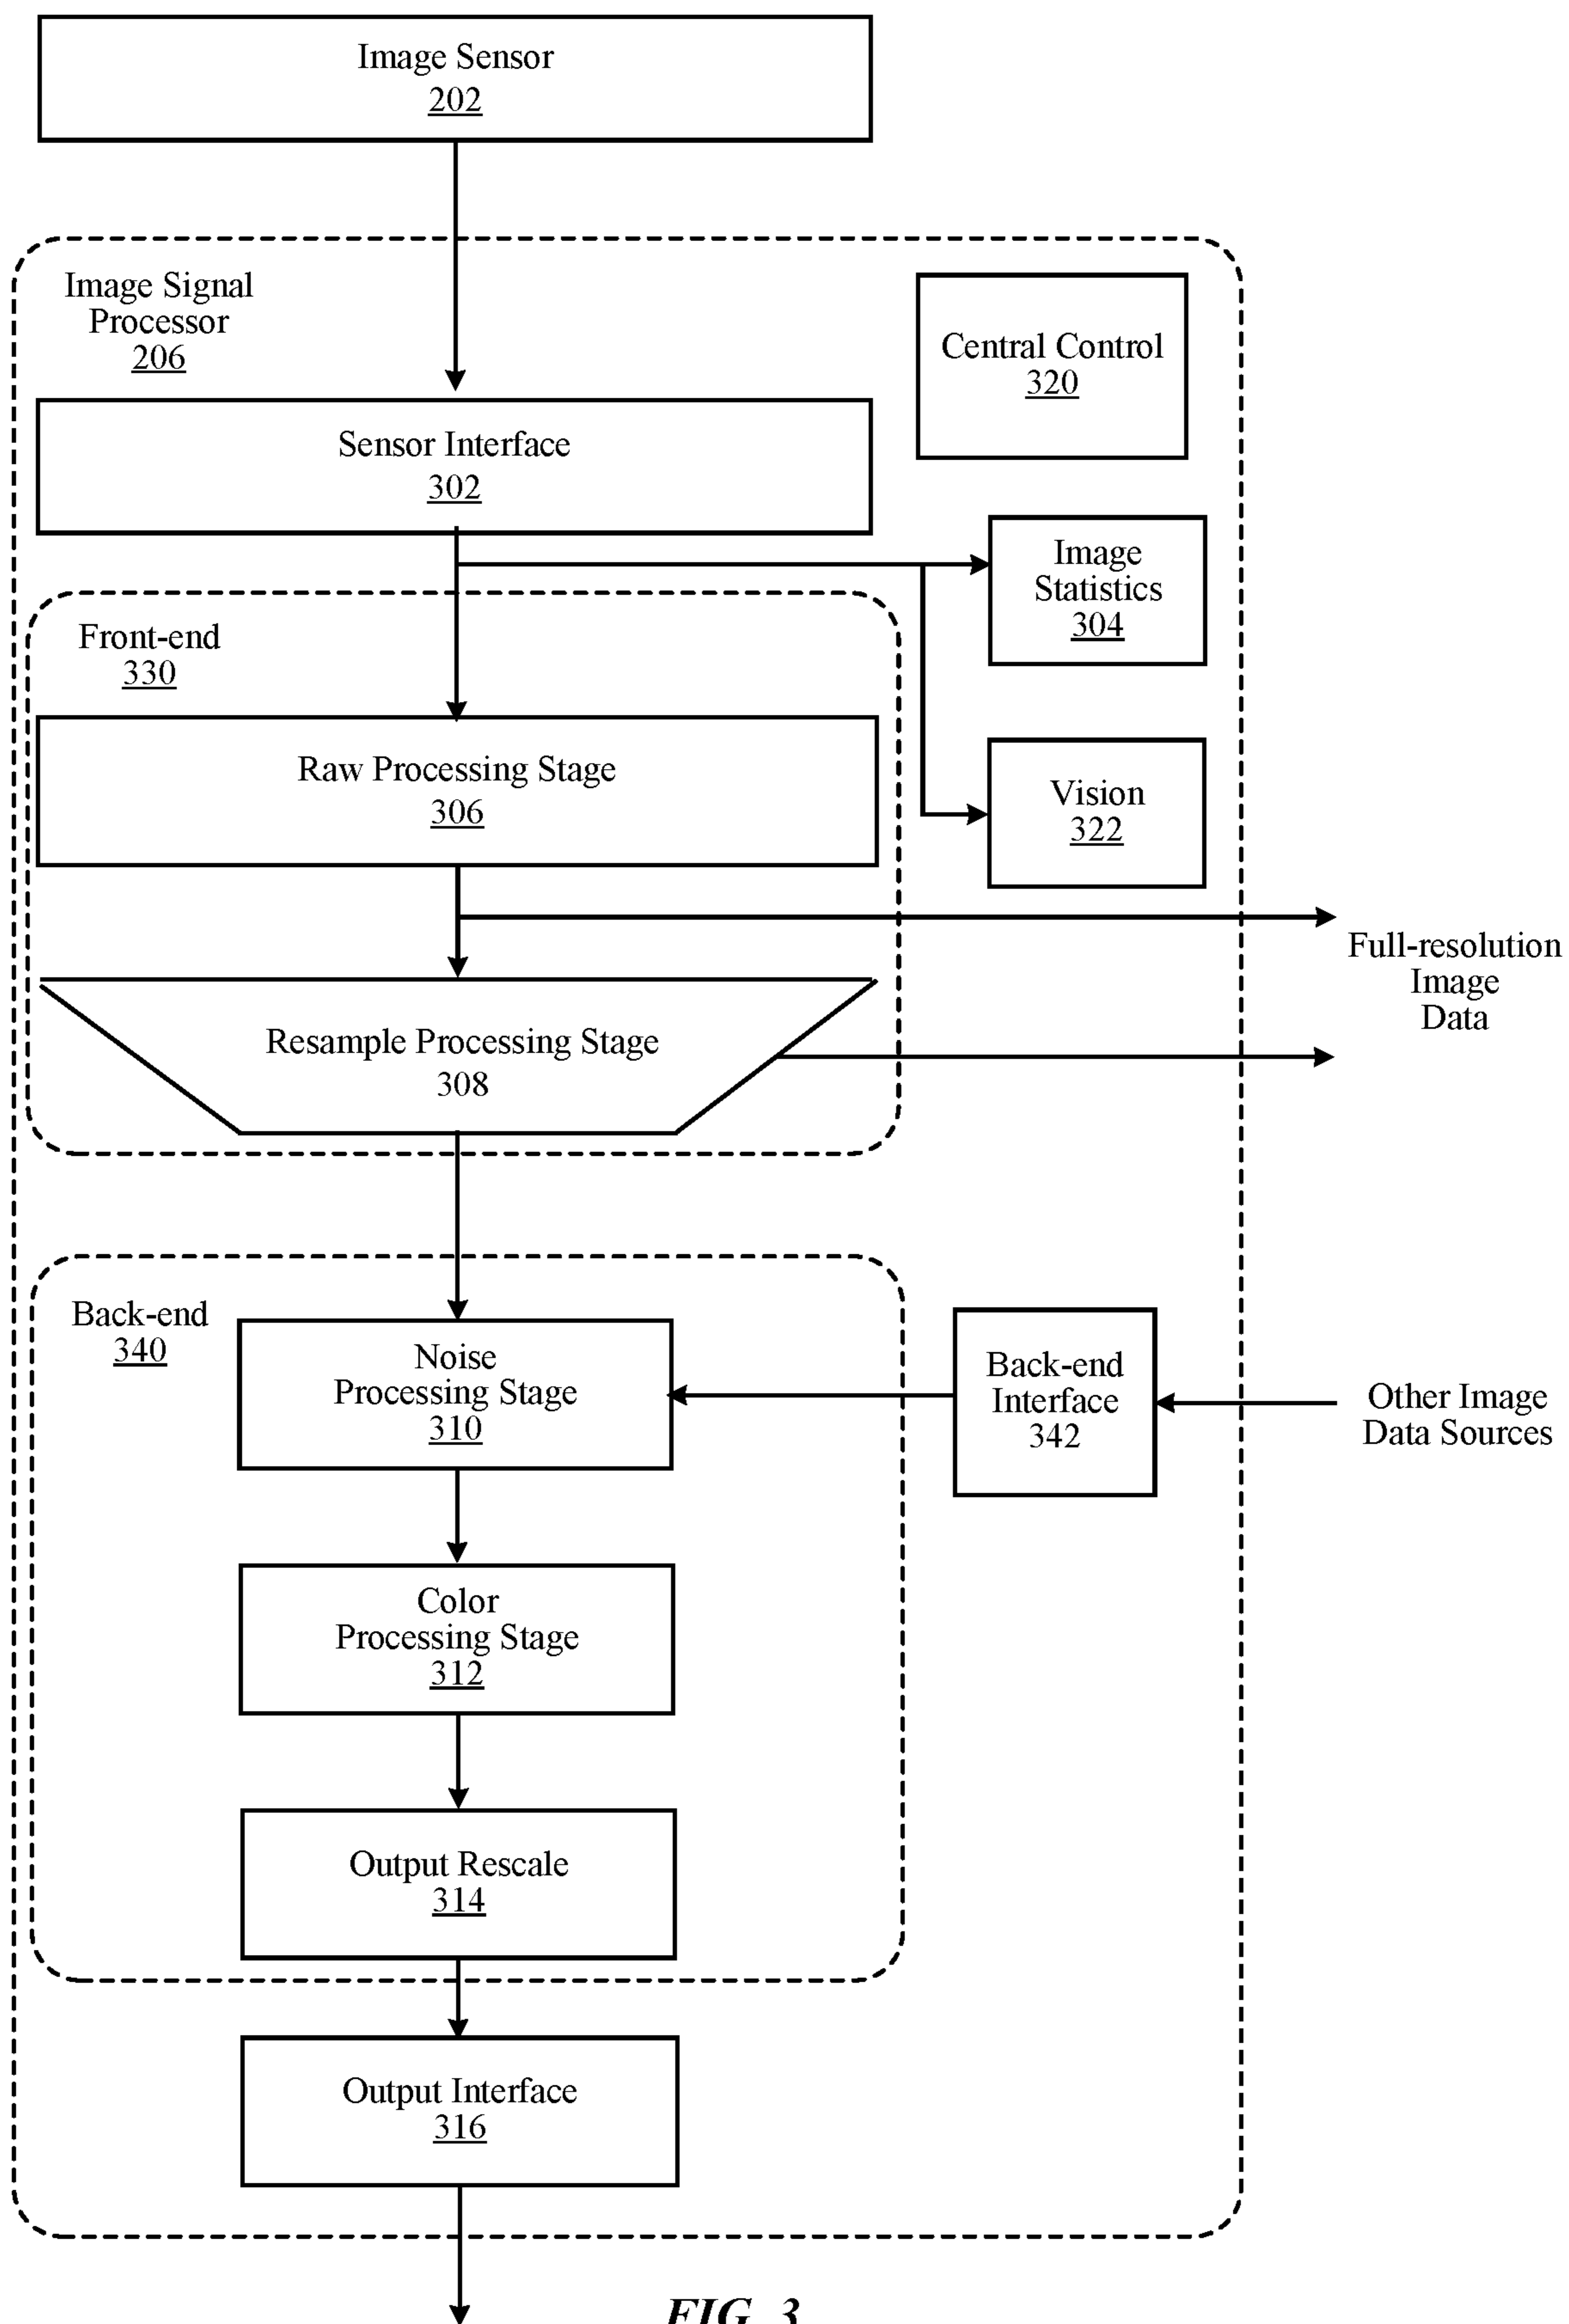 Image Sensor
202
Image Signal
Processor
206
Central Control
320
Sensor Interface
302
Image
Statistics
304
Front-end
330
Raw Processing Stage
306
Vision
322
Full-resolution
Image
Data
Resample Processing Stage
308
Back-end
340
Noise
Processing Stage
310
Back-end
Interface
342
Other Image
Data Sources
Color
Processing Stage
312
Output Rescale
314
Output Interface
316
FIG. 3